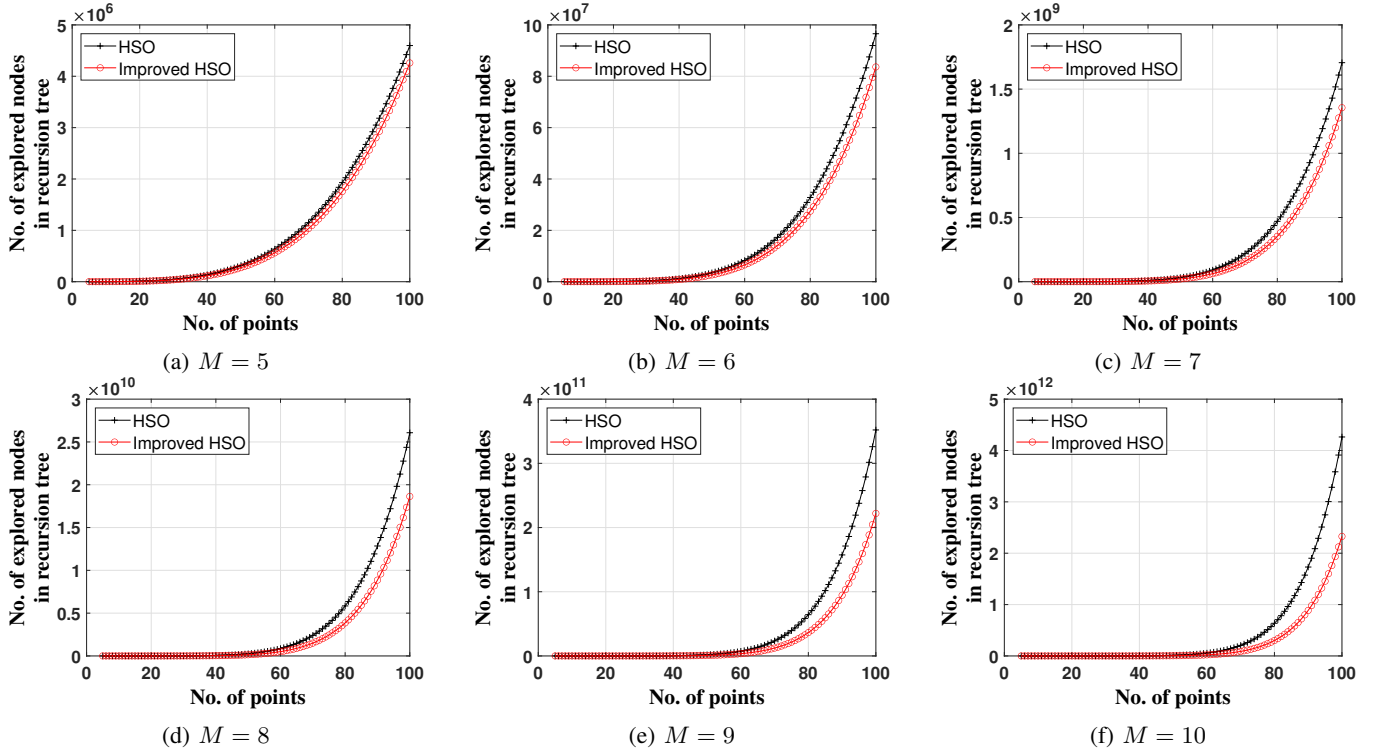 ×10^6
5
4
3
2
1
0
0 20 40 60 80 100
HSO
Improved HSO
No. of explored nodes
in recursion tree
No. of points
(a) M = 5
×10^7
10
8
6
4
2
0
0 20 40 60 80 100
HSO
Improved HSO
No. of explored nodes
in recursion tree
No. of points
(b) M = 6
×10^9
2
1.5
1
0.5
0
0 20 40 60 80 100
HSO
Improved HSO
No. of explored nodes
in recursion tree
No. of points
(c) M = 7
×10^10
3
2.5
2
1.5
1
0.5
0
0 20 40 60 80 100
HSO
Improved HSO
No. of explored nodes
in recursion tree
No. of points
(d) M = 8
×10^11
4
3
2
1
0
0 20 40 60 80 100
HSO
Improved HSO
No. of explored nodes
in recursion tree
No. of points
(e) M = 9
×10^12
5
4
3
2
1
0
0 20 40 60 80 100
HSO
Improved HSO
No. of explored nodes
in recursion tree
No. of points
(f) M = 10